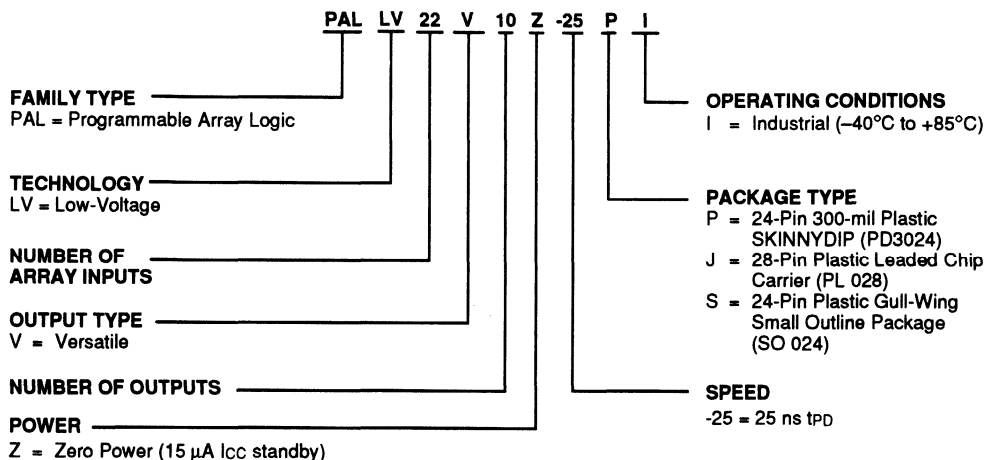 PAL LV 22 V 10 Z -25 P I
FAMILY TYPE
PAL = Programmable Array Logic
TECHNOLOGY
LV = Low-Voltage
NUMBER OF
ARRAY INPUTS
OUTPUT TYPE
V = Versatile
NUMBER OF OUTPUTS
POWER
Z = Zero Power (15 µA ICC standby)
OPERATING CONDITIONS
I = Industrial (–40°C to +85°C)
PACKAGE TYPE
P = 24-Pin 300-mil Plastic
SKINNYDIP (PD3024)
J = 28-Pin Plastic Leaded Chip
Carrier (PL 028)
S = 24-Pin Plastic Gull-Wing
Small Outline Package
(SO 024)
SPEED
-25 = 25 ns tPD